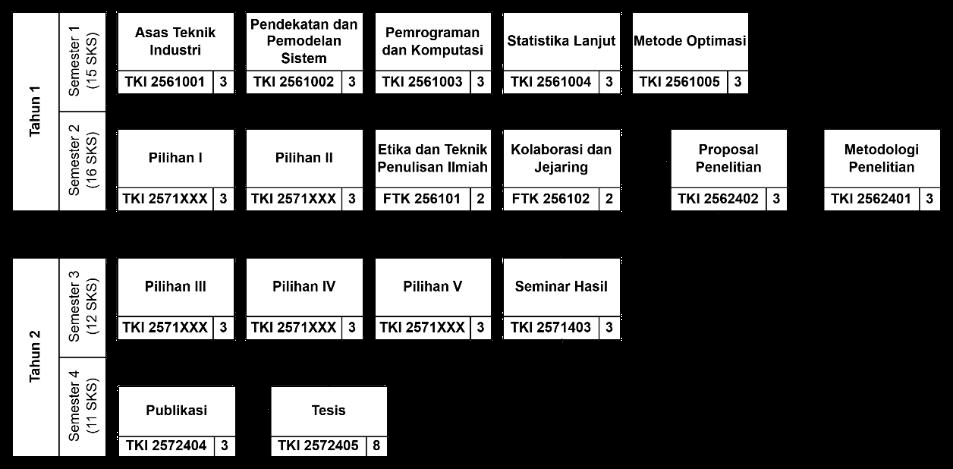 Tahun 1
Semester 1
(15 SKS)
Asas Teknik
Industri
TKI 2561001 3
Pendekatan dan
Pemodelan
Sistem
TKI 2561002 3
Pemrograman
dan Komputasi
TKI 2561003 3
Statistika Lanjut
TKI 2561004 3
Metode Optimasi
TKI 2561005 3
Semester 2
(16 SKS)
Pilihan I
TKI 2571XXX 3
Pilihan II
TKI 2571XXX 3
Etika dan Teknik
Penulisan Ilmiah
FTK 256101 2
Kolaborasi dan
Jejaring
FTK 256102 2
Proposal
Penelitian
TKI 2562402 3
Metodologi
Penelitian
TKI 2562401 3
Tahun 2
Semester 3
(12 SKS)
Pilihan III
TKI 2571XXX 3
Pilihan IV
TKI 2571XXX 3
Pilihan V
TKI 2571XXX 3
Seminar Hasil
TKI 2571403 3
Semester 4
(11 SKS)
Publikasi
TKI 2572404 3
Tesis
TKI 2572405 8